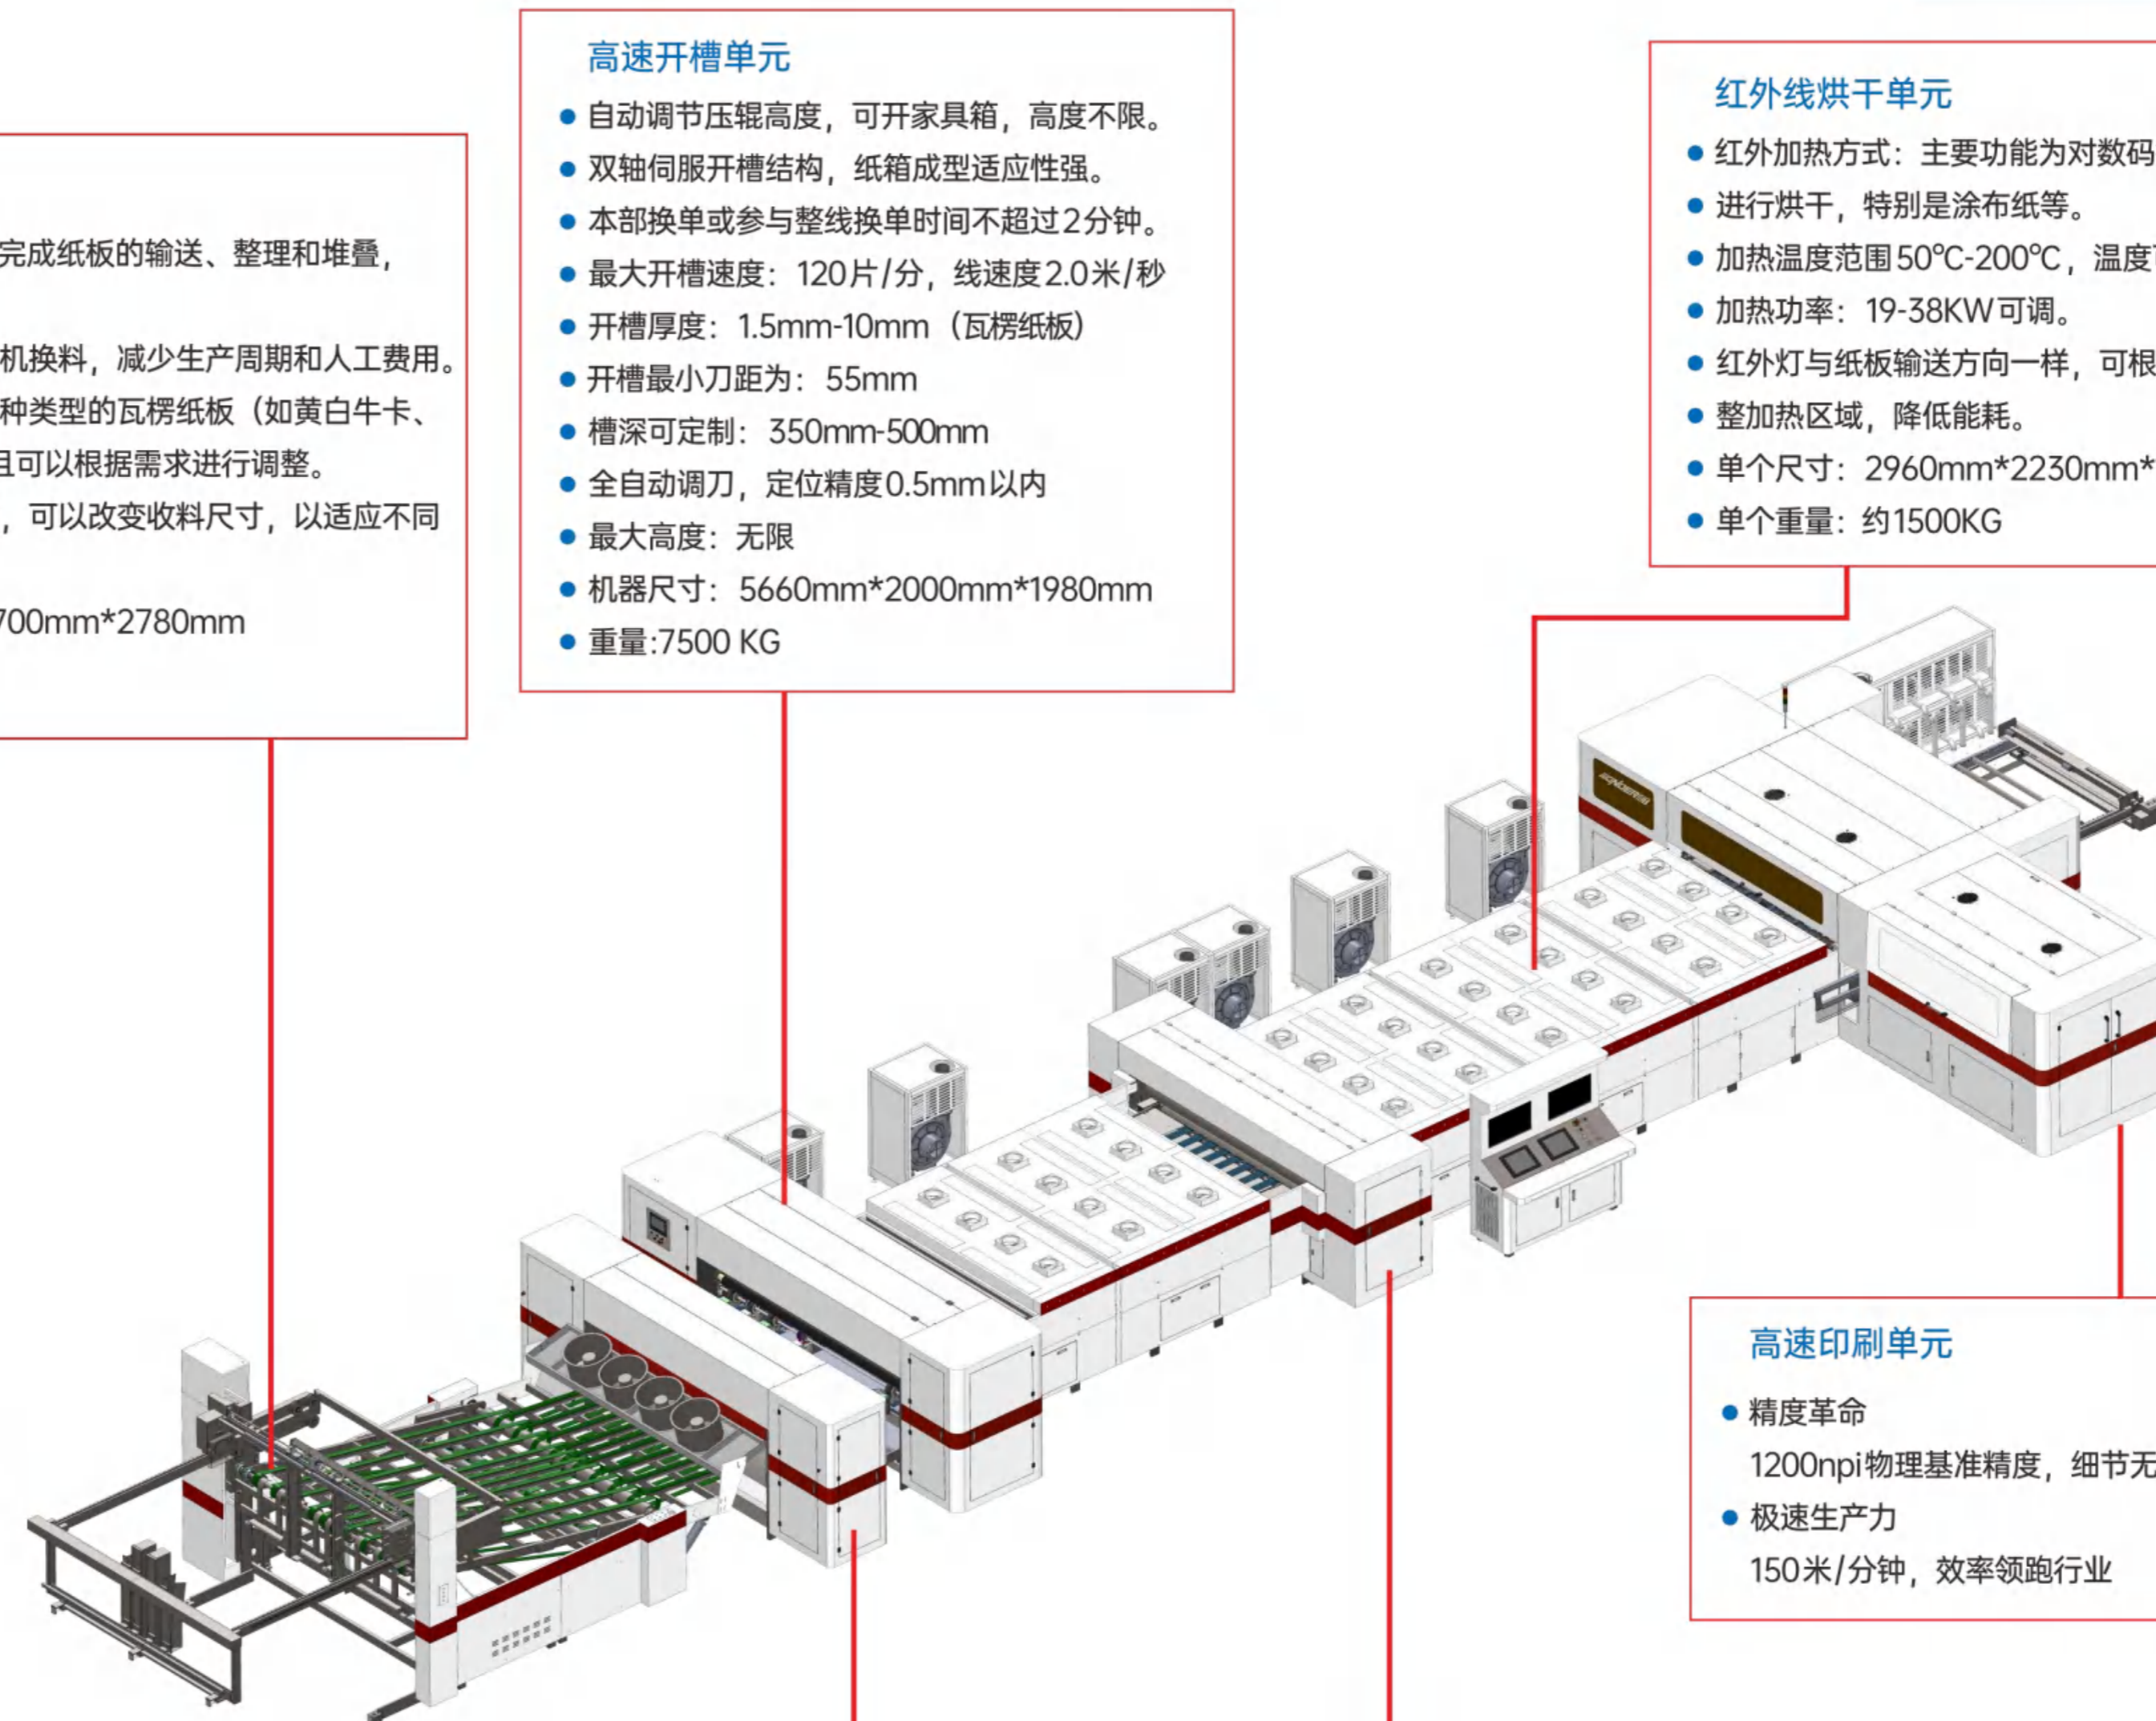 完成纸板的输送、整理和堆叠，
机换料，减少生产周期和人工费用。
种类型的瓦楞纸板（如黄白牛卡、
且可以根据需求进行调整。
，可以改变收料尺寸，以适应不同
700mm*2780mm
高速开槽单元
自动调节压辊高度，可开家具箱，高度不限。
双轴伺服开槽结构，纸箱成型适应性强。
本部换单或参与整线换单时间不超过2分钟。
最大开槽速度：120片/分，线速度2.0米/秒
开槽厚度：1.5mm-10mm（瓦楞纸板）
开槽最小刀距为：55mm
槽深可定制：350mm-500mm
全自动调刀，定位精度0.5mm以内
最大高度：无限
机器尺寸：5660mm*2000mm*1980mm
重量:7500 KG
红外线烘干单元
红外加热方式：主要功能为对数码
进行烘干，特别是涂布纸等。
加热温度范围50℃-200℃，温度
加热功率：19-38KW可调。
红外灯与纸板输送方向一样，可根
整加热区域，降低能耗。
单个尺寸：2960mm*2230mm*
单个重量：约1500KG
高速印刷单元
精度革命
1200npi物理基准精度，细节无
极速生产力
150米/分钟，效率领跑行业